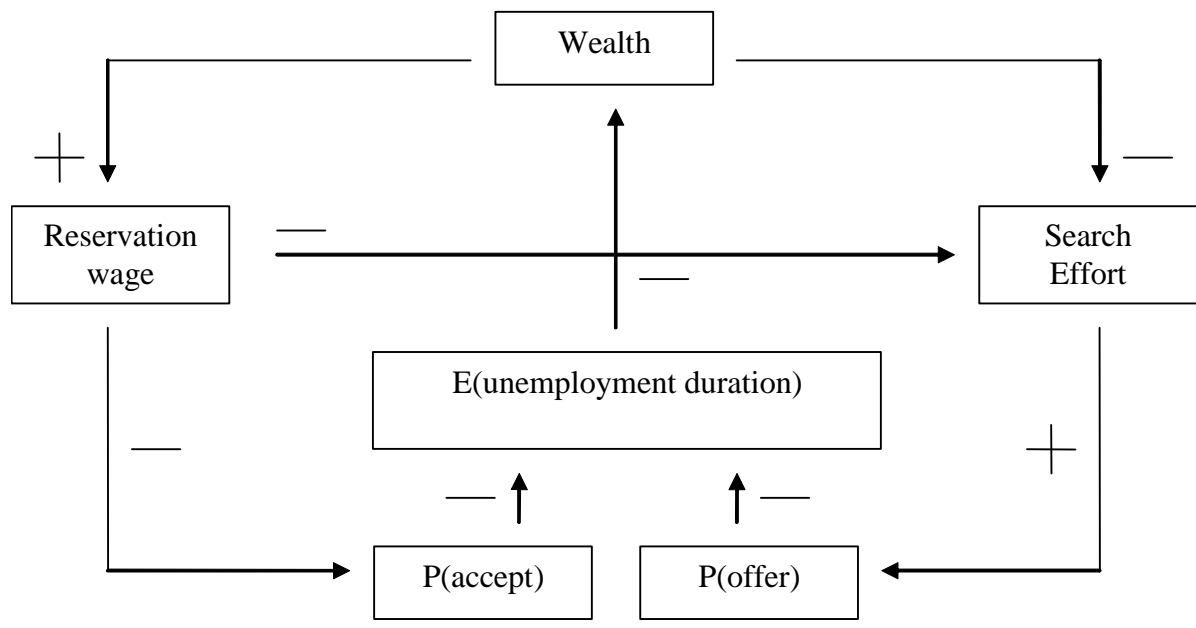 Wealth
+
—
Reservation
wage
—
Search
Effort
—
E(unemployment duration)
—
+
—
—
P(accept)
P(offer)